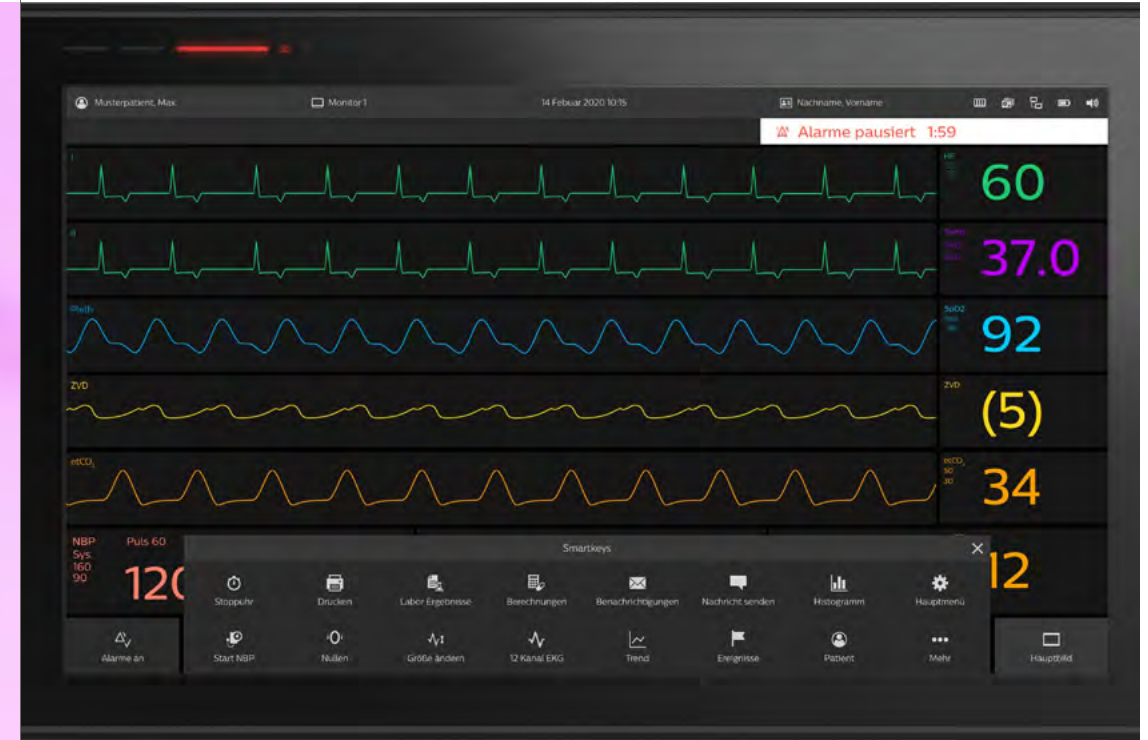 Musterpatient, Max
Monitor 1
14 Febuar 2020 10:15
Nachname, Vorname
Alarme pausiert 1:59
I
HF
60
II
37.0
Pleth
SpO2
92
ZVD
ZVD
(5)
etCO₂
etCO₂
50
30
34
NBP
Puls 60
Sys.
160
90
120
12
Smartkeys
Stoppuhr
Drucken
Labor Ergebnisse
Berechnungen
Benachrichtigungen
Nachricht senden
Histogramm
Hauptmenü
Alarme an
Start NBP
Nullen
Größe ändern
12 Kanal EKG
Trend
Ereignisse
Patient
Mehr
Hauptbild